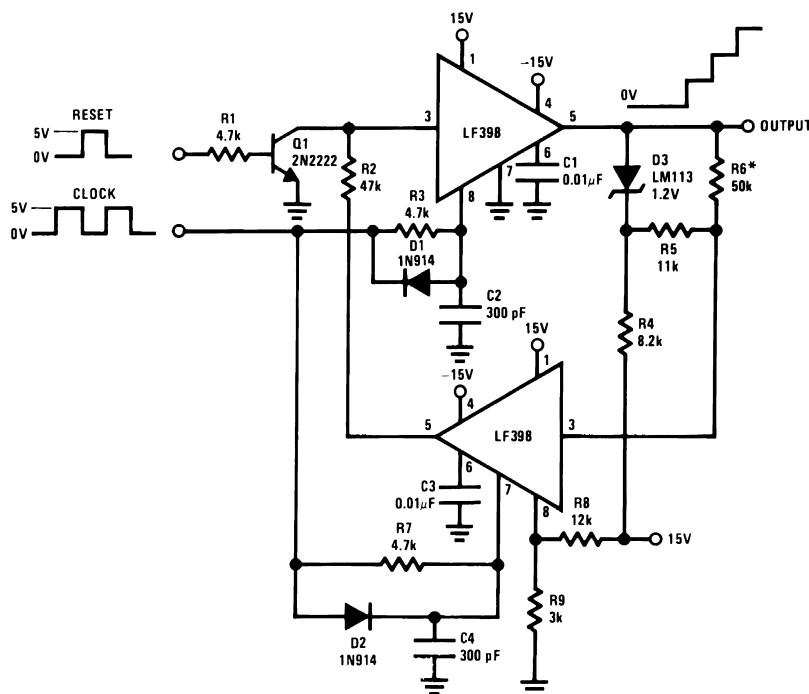 15V
1
-15V
4
0V
RESET
5V
0V
R1
4.7k
Q1
2N2222
3
LF398
5
OUTPUT
6
7
8
C1
0.01μF
D3
LM113
1.2V
R6*
50k
R2
47k
CLOCK
5V
0V
R3
4.7k
D1
1N914
R5
11k
C2
300 pF
R4
8.2k
15V
1
-15V
4
5
LF398
3
6
7
8
C3
0.01μF
R8
12k
15V
R7
4.7k
R9
3k
D2
1N914
C4
300 pF